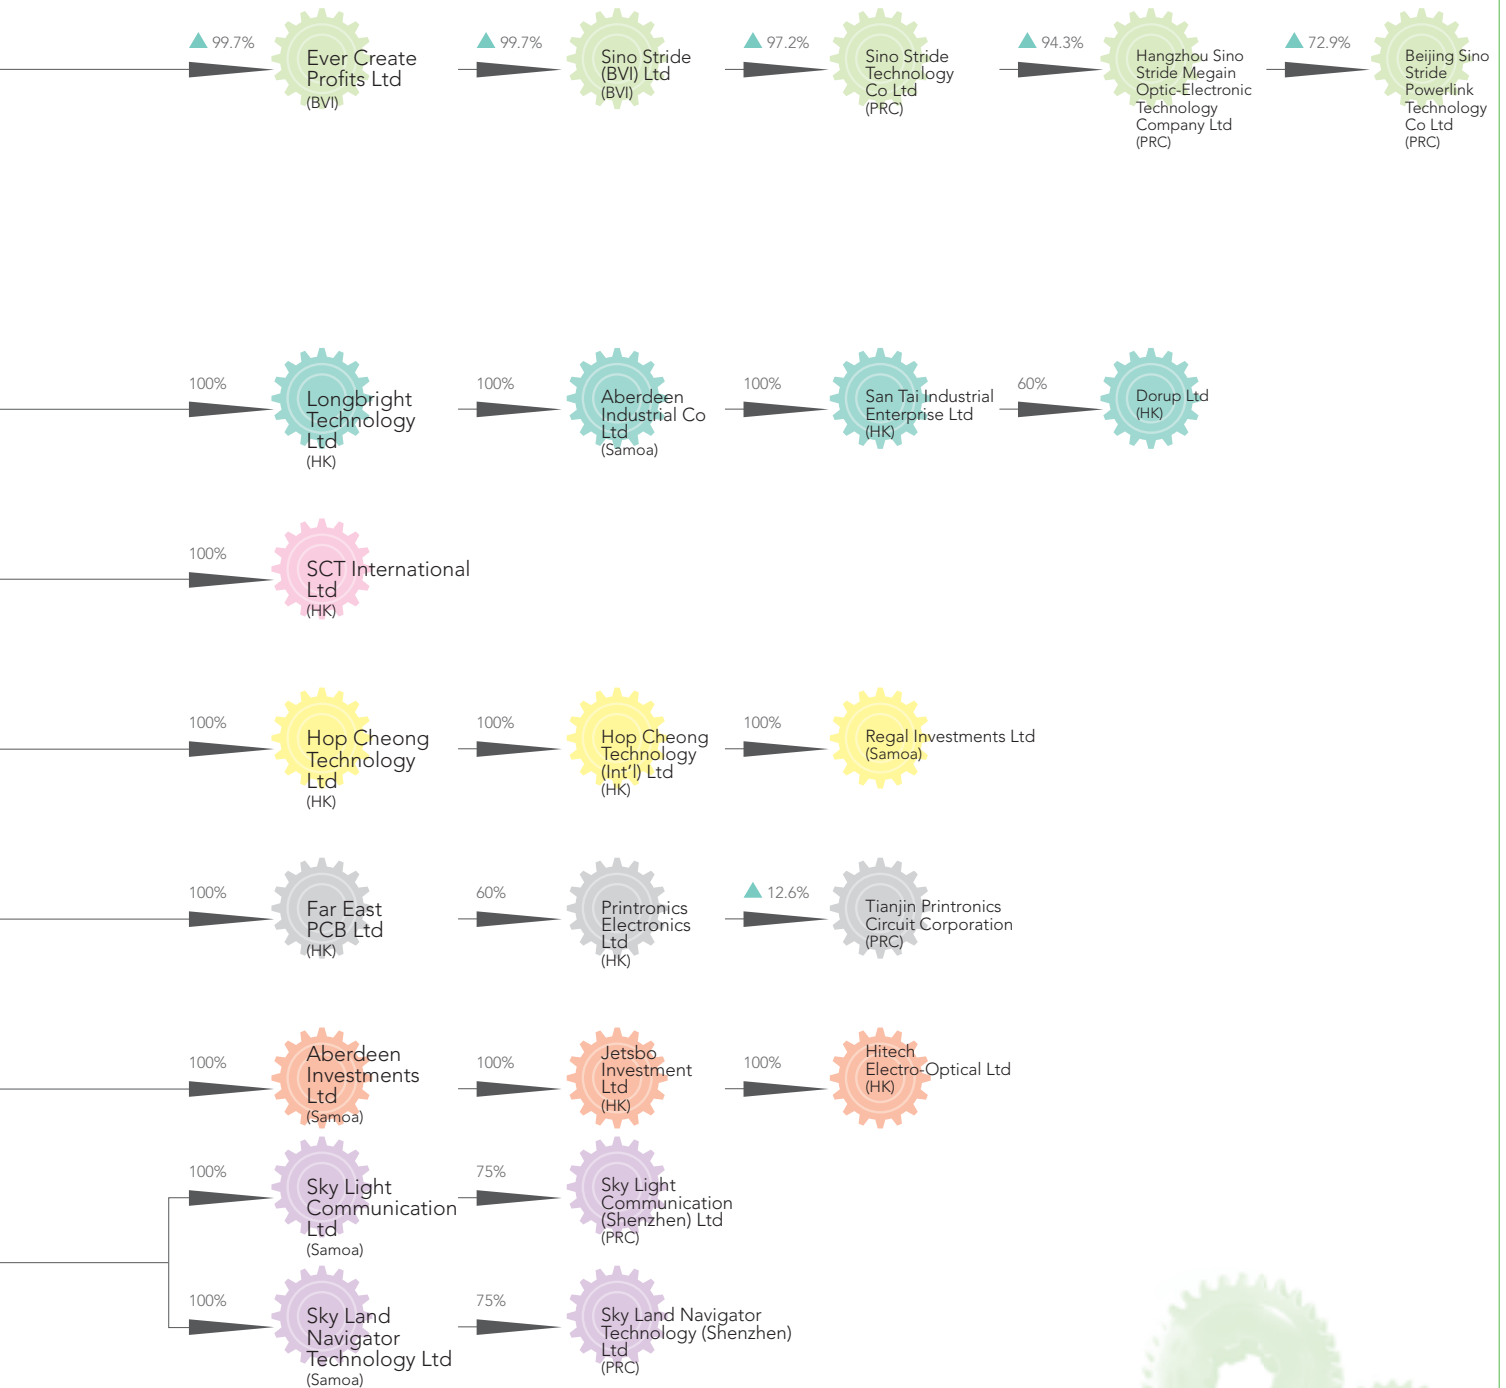 99.7%
Ever Create
Profits Ltd
(BVI)
99.7%
Sino Stride
(BVI) Ltd
(BVI)
97.2%
Sino Stride
Technology
Co Ltd
(PRC)
94.3%
Hangzhou Sino
Stride Megain
Optic-Electronic
Technology
Company Ltd
(PRC)
72.9%
Beijing Sino
Stride
Powerlink
Technology
Co Ltd
(PRC)
100%
Longbright
Technology
Ltd
(HK)
100%
Aberdeen
Industrial Co
Ltd
(Samoa)
100%
San Tai Industrial
Enterprise Ltd
(HK)
60%
Dorup Ltd
(HK)
100%
SCT International
Ltd
(HK)
100%
Hop Cheong
Technology
Ltd
(HK)
100%
Hop Cheong
Technology
(Int'l) Ltd
(HK)
100%
Regal Investments Ltd
(Samoa)
100%
Far East
PCB Ltd
(HK)
60%
Printronics
Electronics
Ltd
(HK)
12.6%
Tianjin Printronics
Circuit Corporation
(PRC)
100%
Aberdeen
Investments
Ltd
(Samoa)
100%
Jetsbo
Investment
Ltd
(HK)
100%
Hitech
Electro-Optical Ltd
(HK)
100%
Sky Light
Communication
Ltd
(Samoa)
75%
Sky Light
Communication
(Shenzhen) Ltd
(PRC)
100%
Sky Land
Navigator
Technology Ltd
(Samoa)
75%
Sky Land Navigator
Technology (Shenzhen)
Ltd
(PRC)